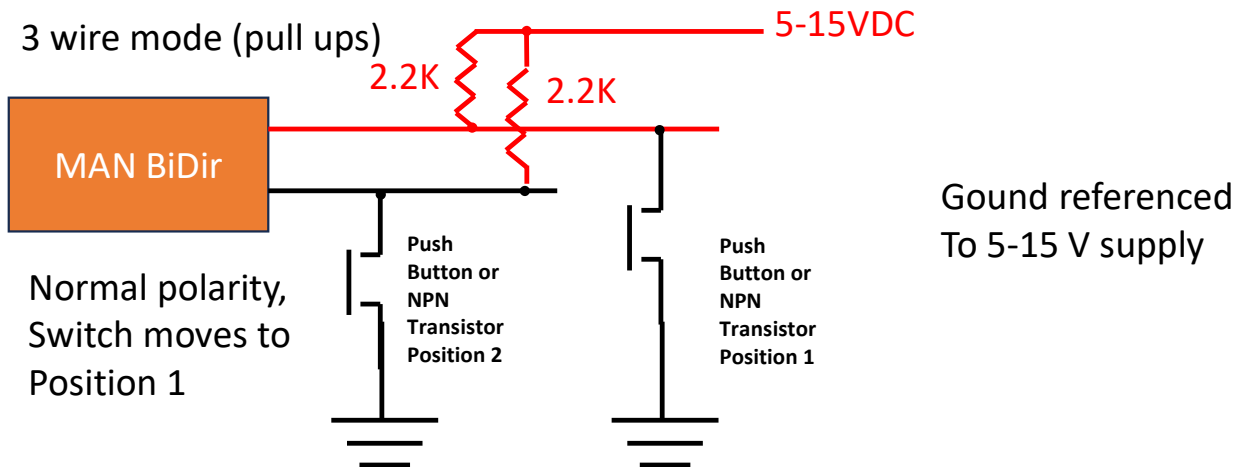 5-15VDC
3 wire mode (pull ups)
2.2K
2.2K
MAN BiDir
Gound referenced
To 5-15 V supply
Push
Button or
NPN
Transistor
Position 2
Push
Button or
NPN
Transistor
Position 1
Normal polarity,
Switch moves to
Position 1